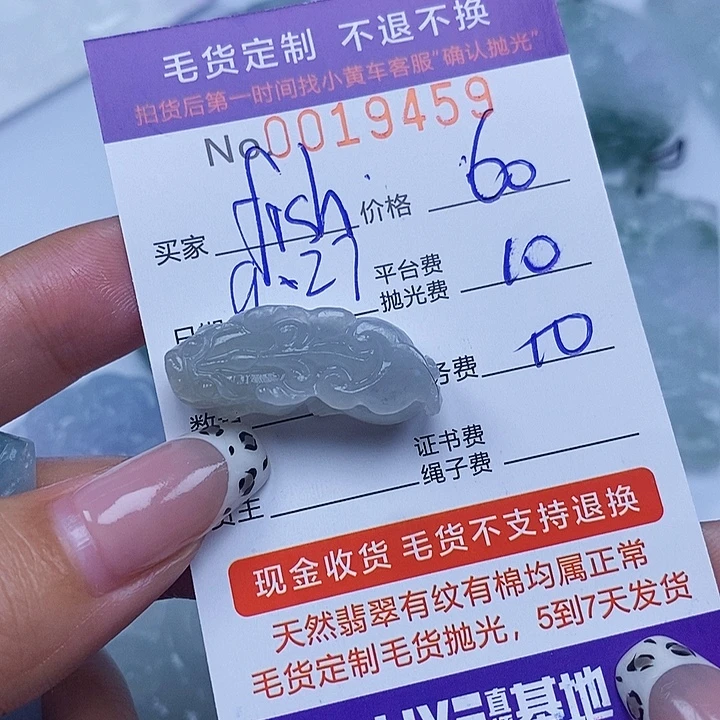 毛货定制 不退不换
拍货后第一时间找小黄车客服“确认抛光”
No 0019459
买家 fish 价格 60
9.27 平台费
抛光费 10
务费 10
证书费
绳子费
现金收货 毛货不支持退换
天然翡翠有纹有棉均属正常
毛货定制毛货抛光，5到7天发货
基地